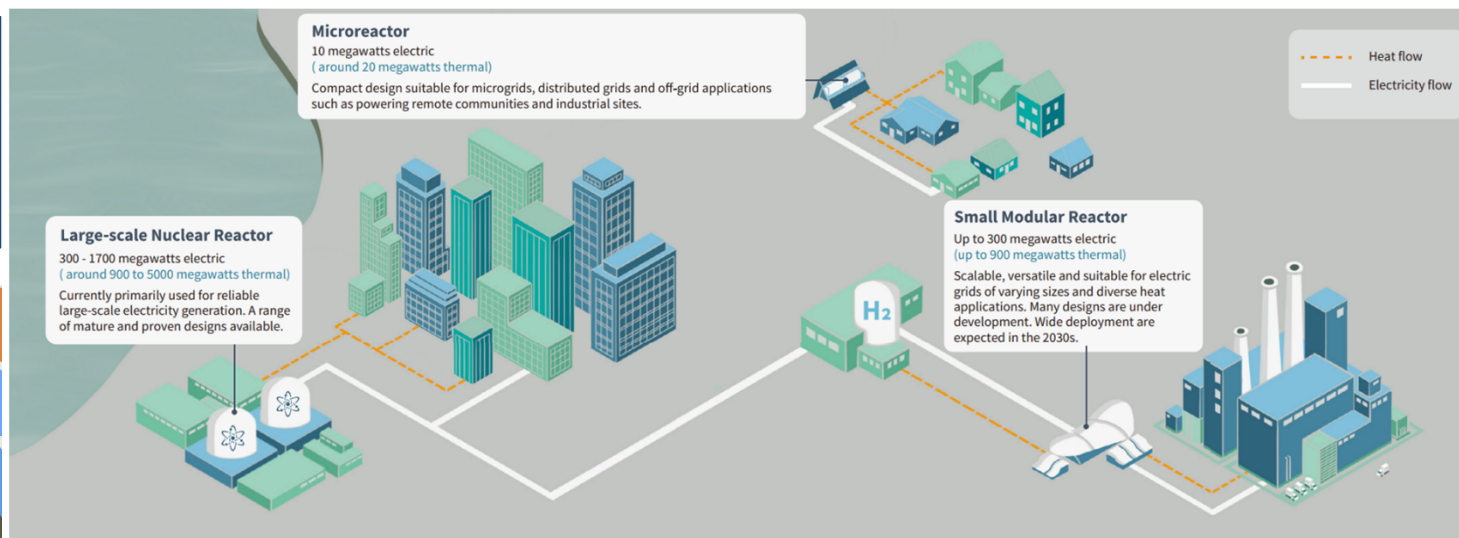 Microreactor
10 megawatts electric
( around 20 megawatts thermal)
Compact design suitable for microgrids, distributed grids and off-grid applications
such as powering remote communities and industrial sites.
Heat flow
Electricity flow
Large-scale Nuclear Reactor
300 - 1700 megawatts electric
( around 900 to 5000 megawatts thermal)
Currently primarily used for reliable
large-scale electricity generation. A range
of mature and proven designs available.
Small Modular Reactor
Up to 300 megawatts electric
(up to 900 megawatts thermal)
Scalable, versatile and suitable for electric
grids of varying sizes and diverse heat
applications. Many designs are under
development. Wide deployment are
expected in the 2030s.
H2